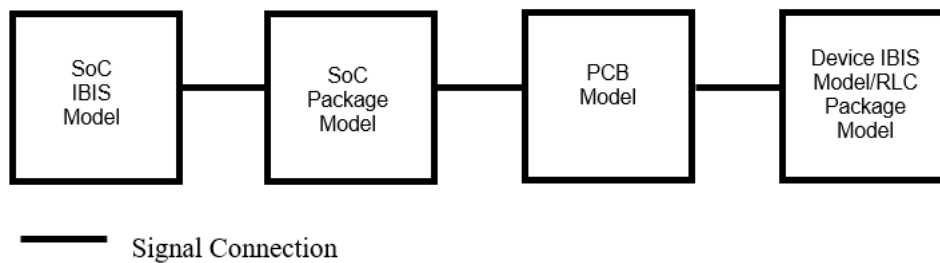 SoC
IBIS
Model
SoC
Package
Model
PCB
Model
Device IBIS
Model/RLC
Package
Model
Signal Connection